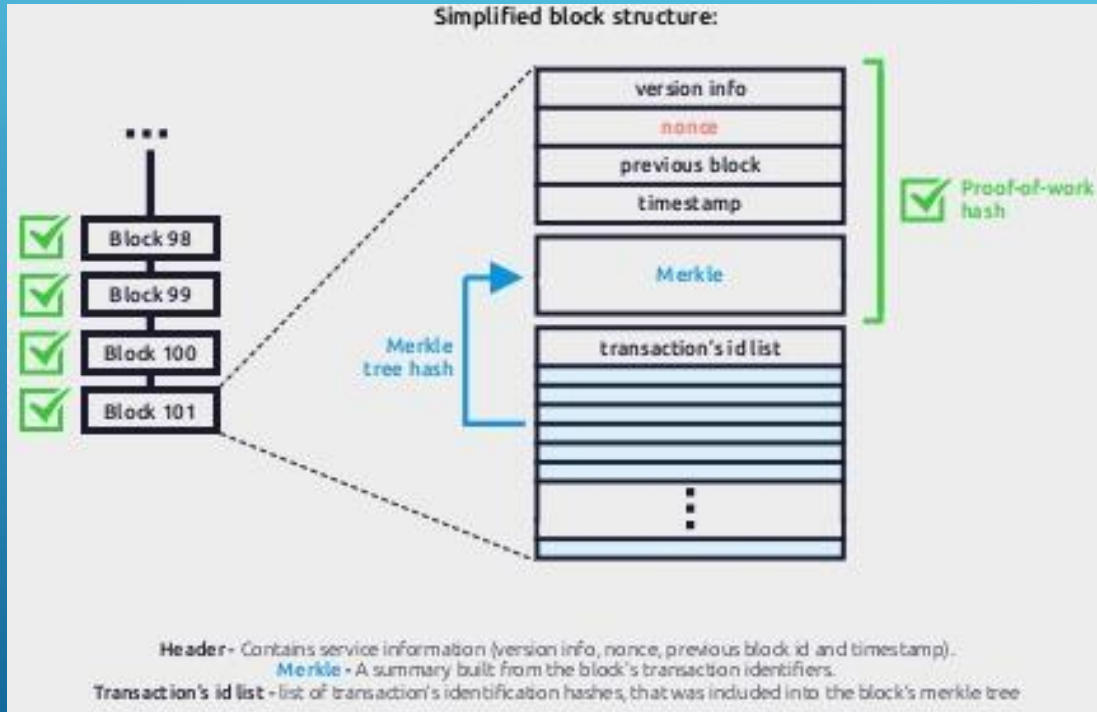 Simplified block structure:
...
Block 98
Block 99
Block 100
Block 101
version info
nonce
previous block
timestamp
Merkle
transaction's id list
Merkle
tree hash
Proof-of-work
hash
Header - Contains service information (version info, nonce, previous block id and timestamp).
Merkle - A summary built from the block's transaction identifiers.
Transaction's id list - list of transaction's identification hashes, that was included into the block's merkle tree